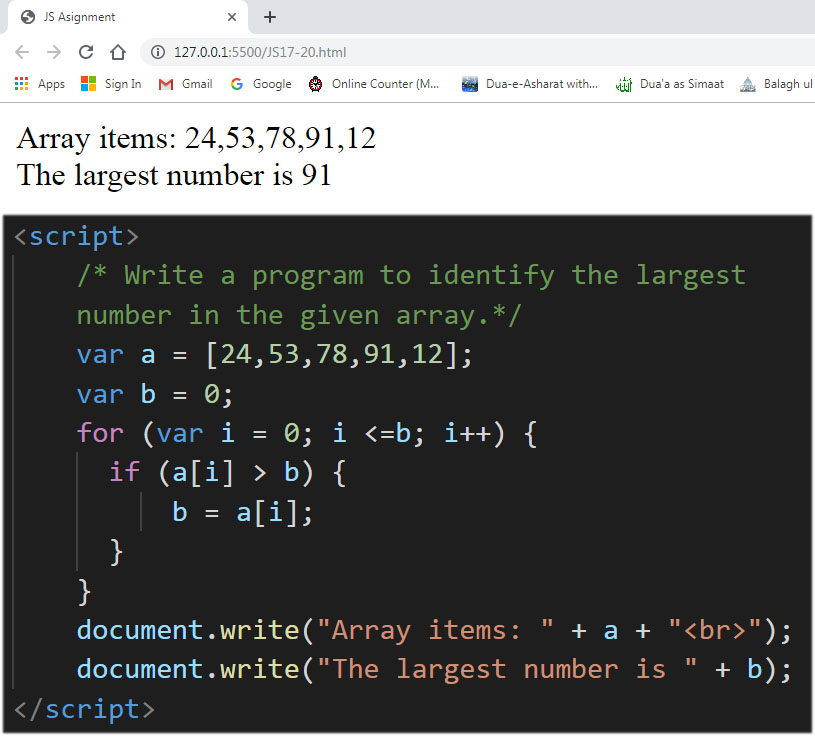 JS Asignment
127.0.0.1:5500/JS17-20.html
Apps Sign In Gmail Google Online Counter (M... Dua-e-Asharat with... Dua'a as Simaat Balagh ul
Array items: 24,53,78,91,12
The largest number is 91
<script>
/* Write a program to identify the largest
number in the given array.*/
var a = [24,53,78,91,12];
var b = 0;
for (var i = 0; i <=b; i++) {
if (a[i] > b) {
b = a[i];
}
}
document.write("Array items: " + a + "<br>");
document.write("The largest number is " + b);
</script>